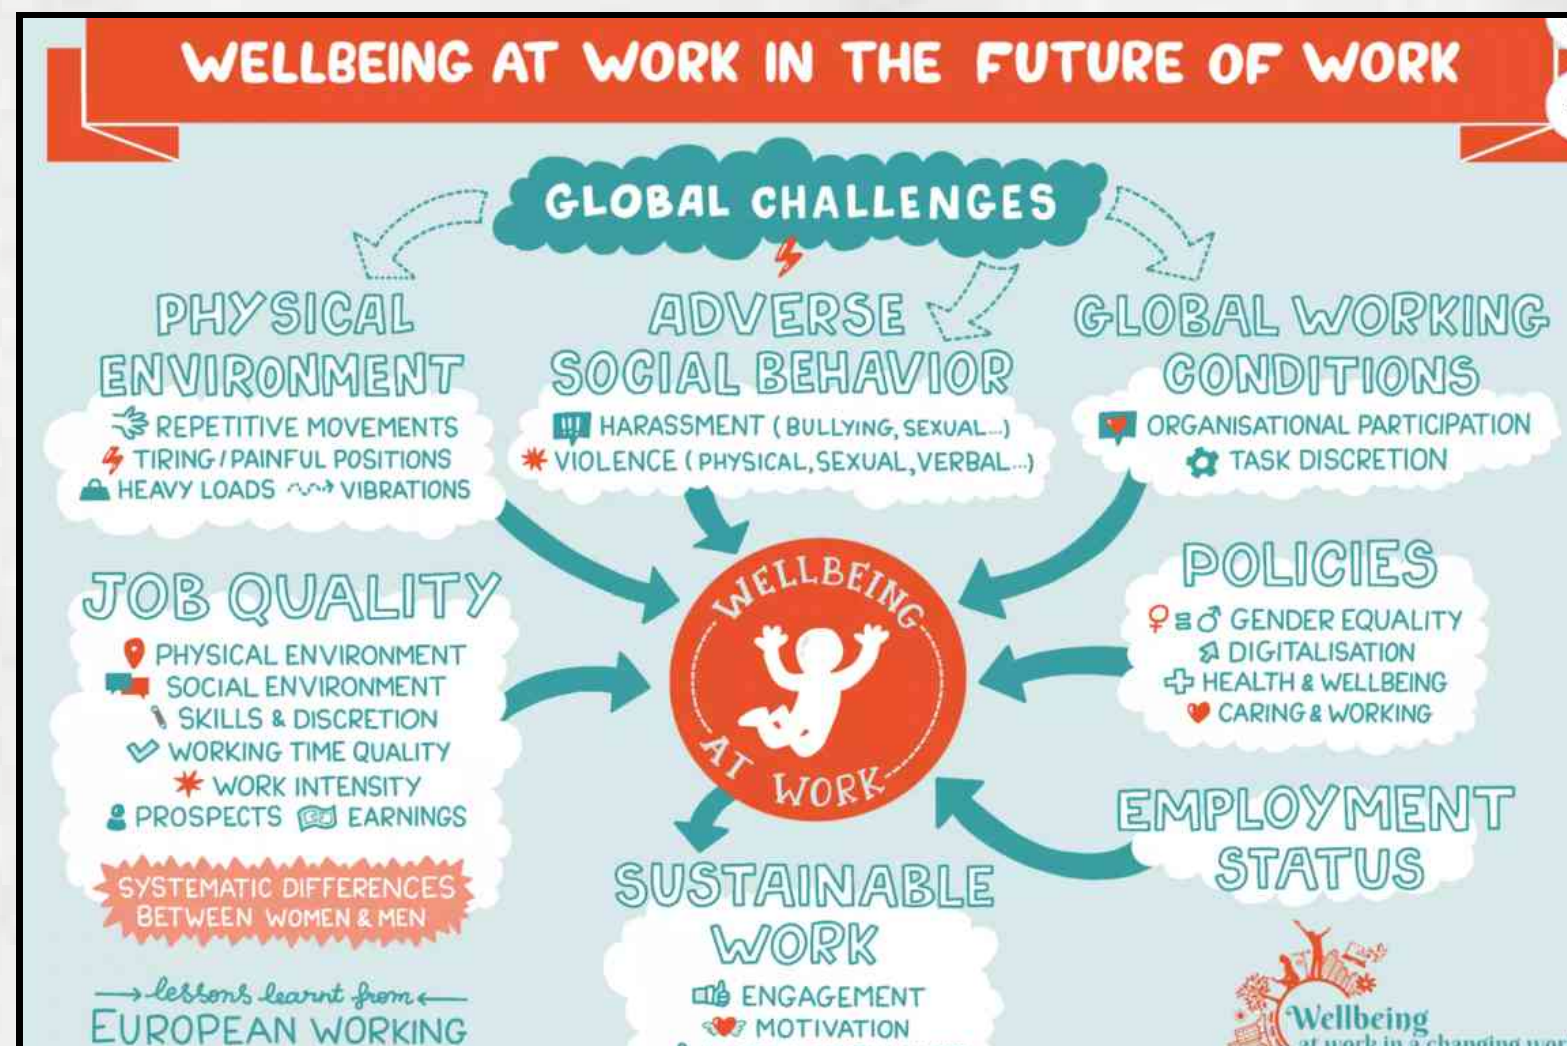 WELLBEING AT WORK IN THE FUTURE OF WORK
GLOBAL CHALLENGES
PHYSICAL
ENVIRONMENT
REPETITIVE MOVEMENTS
TIRING / PAINFUL POSITIONS
HEAVY LOADS VIBRATIONS
ADVERSE
SOCIAL BEHAVIOR
HARASSMENT (BULLYING, SEXUAL...)
VIOLENCE (PHYSICAL, SEXUAL, VERBAL...)
GLOBAL WORKING
CONDITIONS
ORGANISATIONAL PARTICIPATION
TASK DISCRETION
JOB QUALITY
PHYSICAL ENVIRONMENT
SOCIAL ENVIRONMENT
SKILLS & DISCRETION
WORKING TIME QUALITY
WORK INTENSITY
PROSPECTS EARNINGS
SYSTEMATIC DIFFERENCES
BETWEEN WOMEN & MEN
WELLBEING
AT WORK
POLICIES
GENDER EQUALITY
DIGITALISATION
HEALTH & WELLBEING
CARING & WORKING
EMPLOYMENT
STATUS
SUSTAINABLE
WORK
ENGAGEMENT
MOTIVATION
lessons learnt from
EUROPEAN WORKING
Wellbeing
at work in a changing